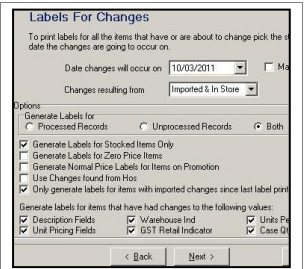 Labels For Changes
To print labels for all the items that have or are about to change pick the
date the changes are going to occur on.
Date changes will occur on 10/03/2011
Changes resulting from Imported & In Store
Options
Generate Labels for
Processed Records Unprocessed Records Both
Generate Labels for Stocked Items Only
Generate Labels for Zero Price Items
Generate Normal Price Labels for Items on Promotion
Use Changes found from Hos
Only generate labels for items with imported changes since last label print
Generate labels for items that have had changes to the following values:
Description Fields Warehouse Ind Units
Unit Pricing Fields GST Retail Indicator Case
< Back Next >